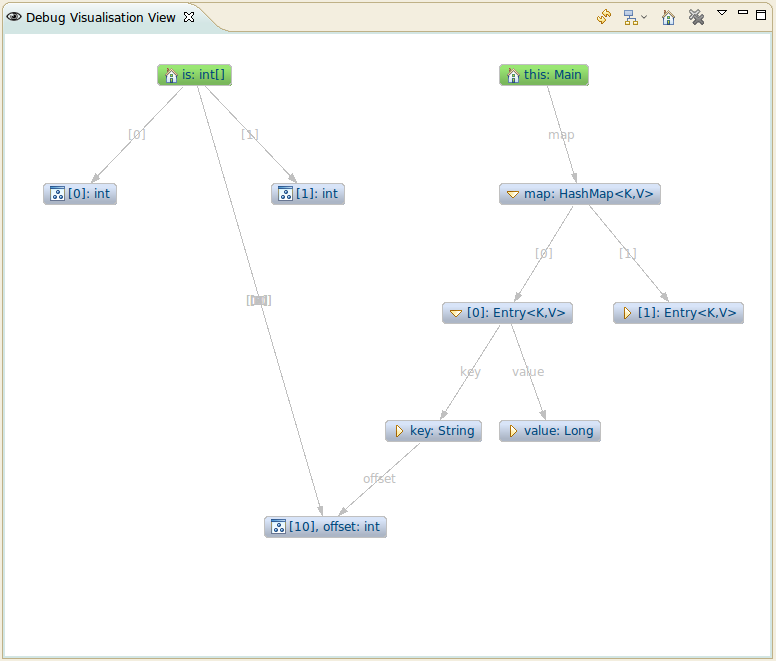 Debug Visualisation View
is: int[]
this: Main
[0]
[1]
map
[0]: int
[1]: int
map: HashMap<K,V>
[0]
[1]
[0]: Entry<K,V>
[1]: Entry<K,V>
key
value
key: String
value: Long
offset
[10], offset: int